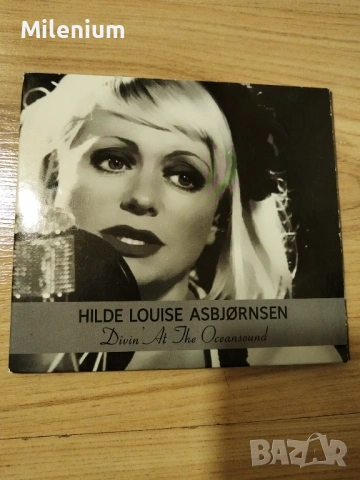 Milenium
HILDE LOUISE ASBJØRNSEN
Divin' At The Oceansound
BAZAR